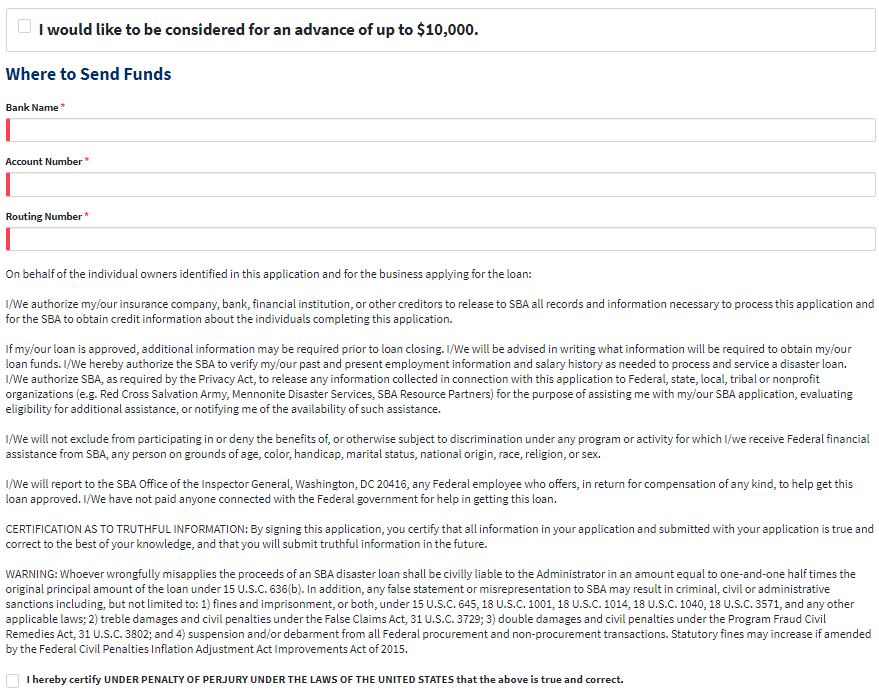 I would like to be considered for an advance of up to $10,000.
Where to Send Funds
Bank Name *
Account Number *
Routing Number *
On behalf of the individual owners identified in this application and for the business applying for the loan:
I/We authorize my/our insurance company, bank, financial institution, or other creditors to release to SBA all records and information necessary to process this application and
for the SBA to obtain credit information about the individuals completing this application.
If my/our loan is approved, additional information may be required prior to loan closing. I/We will be advised in writing what information will be required to obtain my/our
loan funds. I/We hereby authorize the SBA to verify my/our past and present employment information and salary history as needed to process and service a disaster loan.
I/We authorize SBA, as required by the Privacy Act, to release any information collected in connection with this application to Federal, state, local, tribal or nonprofit
organizations (e.g. Red Cross Salvation Army, Mennonite Disaster Services, SBA Resource Partners) for the purpose of assisting me with my/our SBA application, evaluating
eligibility for additional assistance, or notifying me of the availability of such assistance.
I/We will not exclude from participating in or deny the benefits of, or otherwise subject to discrimination under any program or activity for which I/we receive Federal financial
assistance from SBA, any person on grounds of age, color, handicap, marital status, national origin, race, religion, or sex.
I/We will report to the SBA Office of the Inspector General, Washington, DC 20416, any Federal employee who offers, in return for compensation of any kind, to help get this
loan approved. I/We have not paid anyone connected with the Federal government for help in getting this loan.
CERTIFICATION AS TO TRUTHFUL INFORMATION: By signing this application, you certify that all information in your application and submitted with your application is true and
correct to the best of your knowledge, and that you will submit truthful information in the future.
WARNING: Whoever wrongfully misapplies the proceeds of an SBA disaster loan shall be civilly liable to the Administrator in an amount equal to one-and-one half times the
original principal amount of the loan under 15 U.S.C. 636(b). In addition, any false statement or misrepresentation to SBA may result in criminal, civil or administrative
sanctions including, but not limited to: 1) fines and imprisonment, or both, under 15 U.S.C. 645, 18 U.S.C. 1001, 18 U.S.C. 1014, 18 U.S.C. 1040, 18 U.S.C. 3571, and any other
applicable laws; 2) treble damages and civil penalties under the False Claims Act, 31 U.S.C. 3729; 3) double damages and civil penalties under the Program Fraud Civil
Remedies Act, 31 U.S.C. 3802; and 4) suspension and/or debarment from all Federal procurement and non-procurement transactions. Statutory fines may increase if amended
by the Federal Civil Penalties Inflation Adjustment Act Improvements Act of 2015.
I hereby certify UNDER PENALTY OF PERJURY UNDER THE LAWS OF THE UNITED STATES that the above is true and correct.